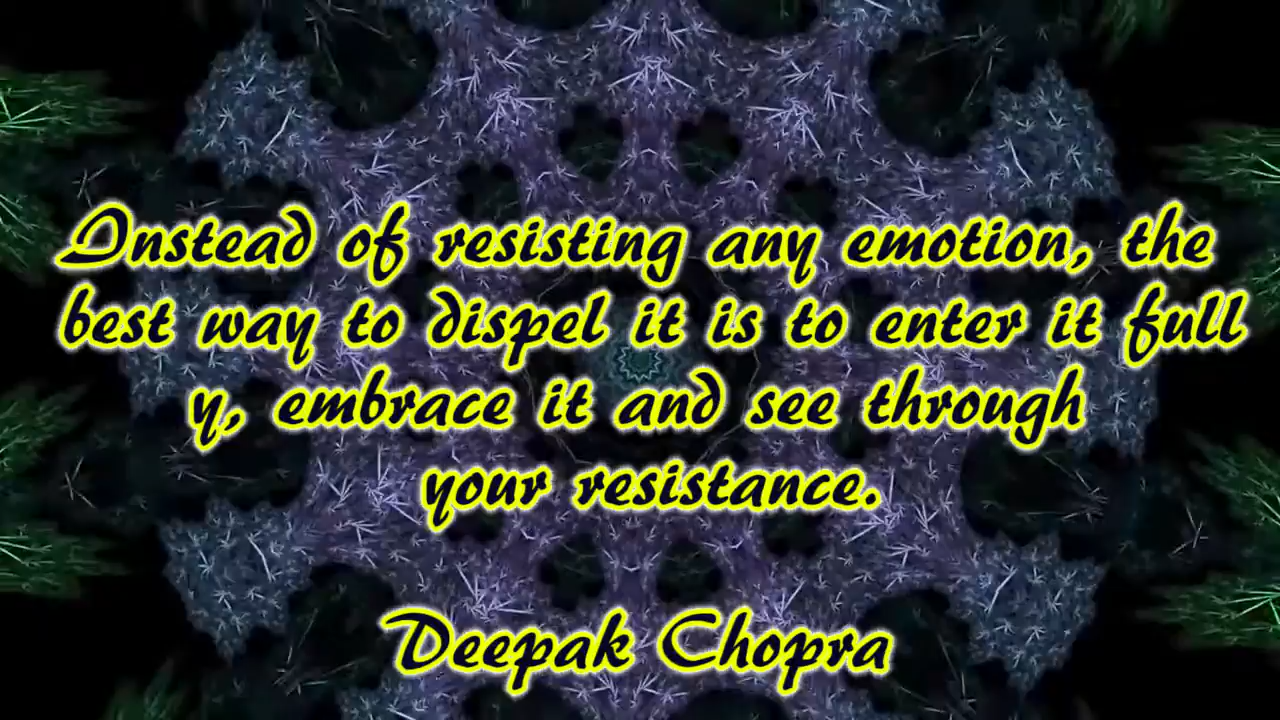 Instead of resisting any emotion, the
best way to dispel it is to enter it full
y, embrace it and see through
your resistance.
Deepak Chopra